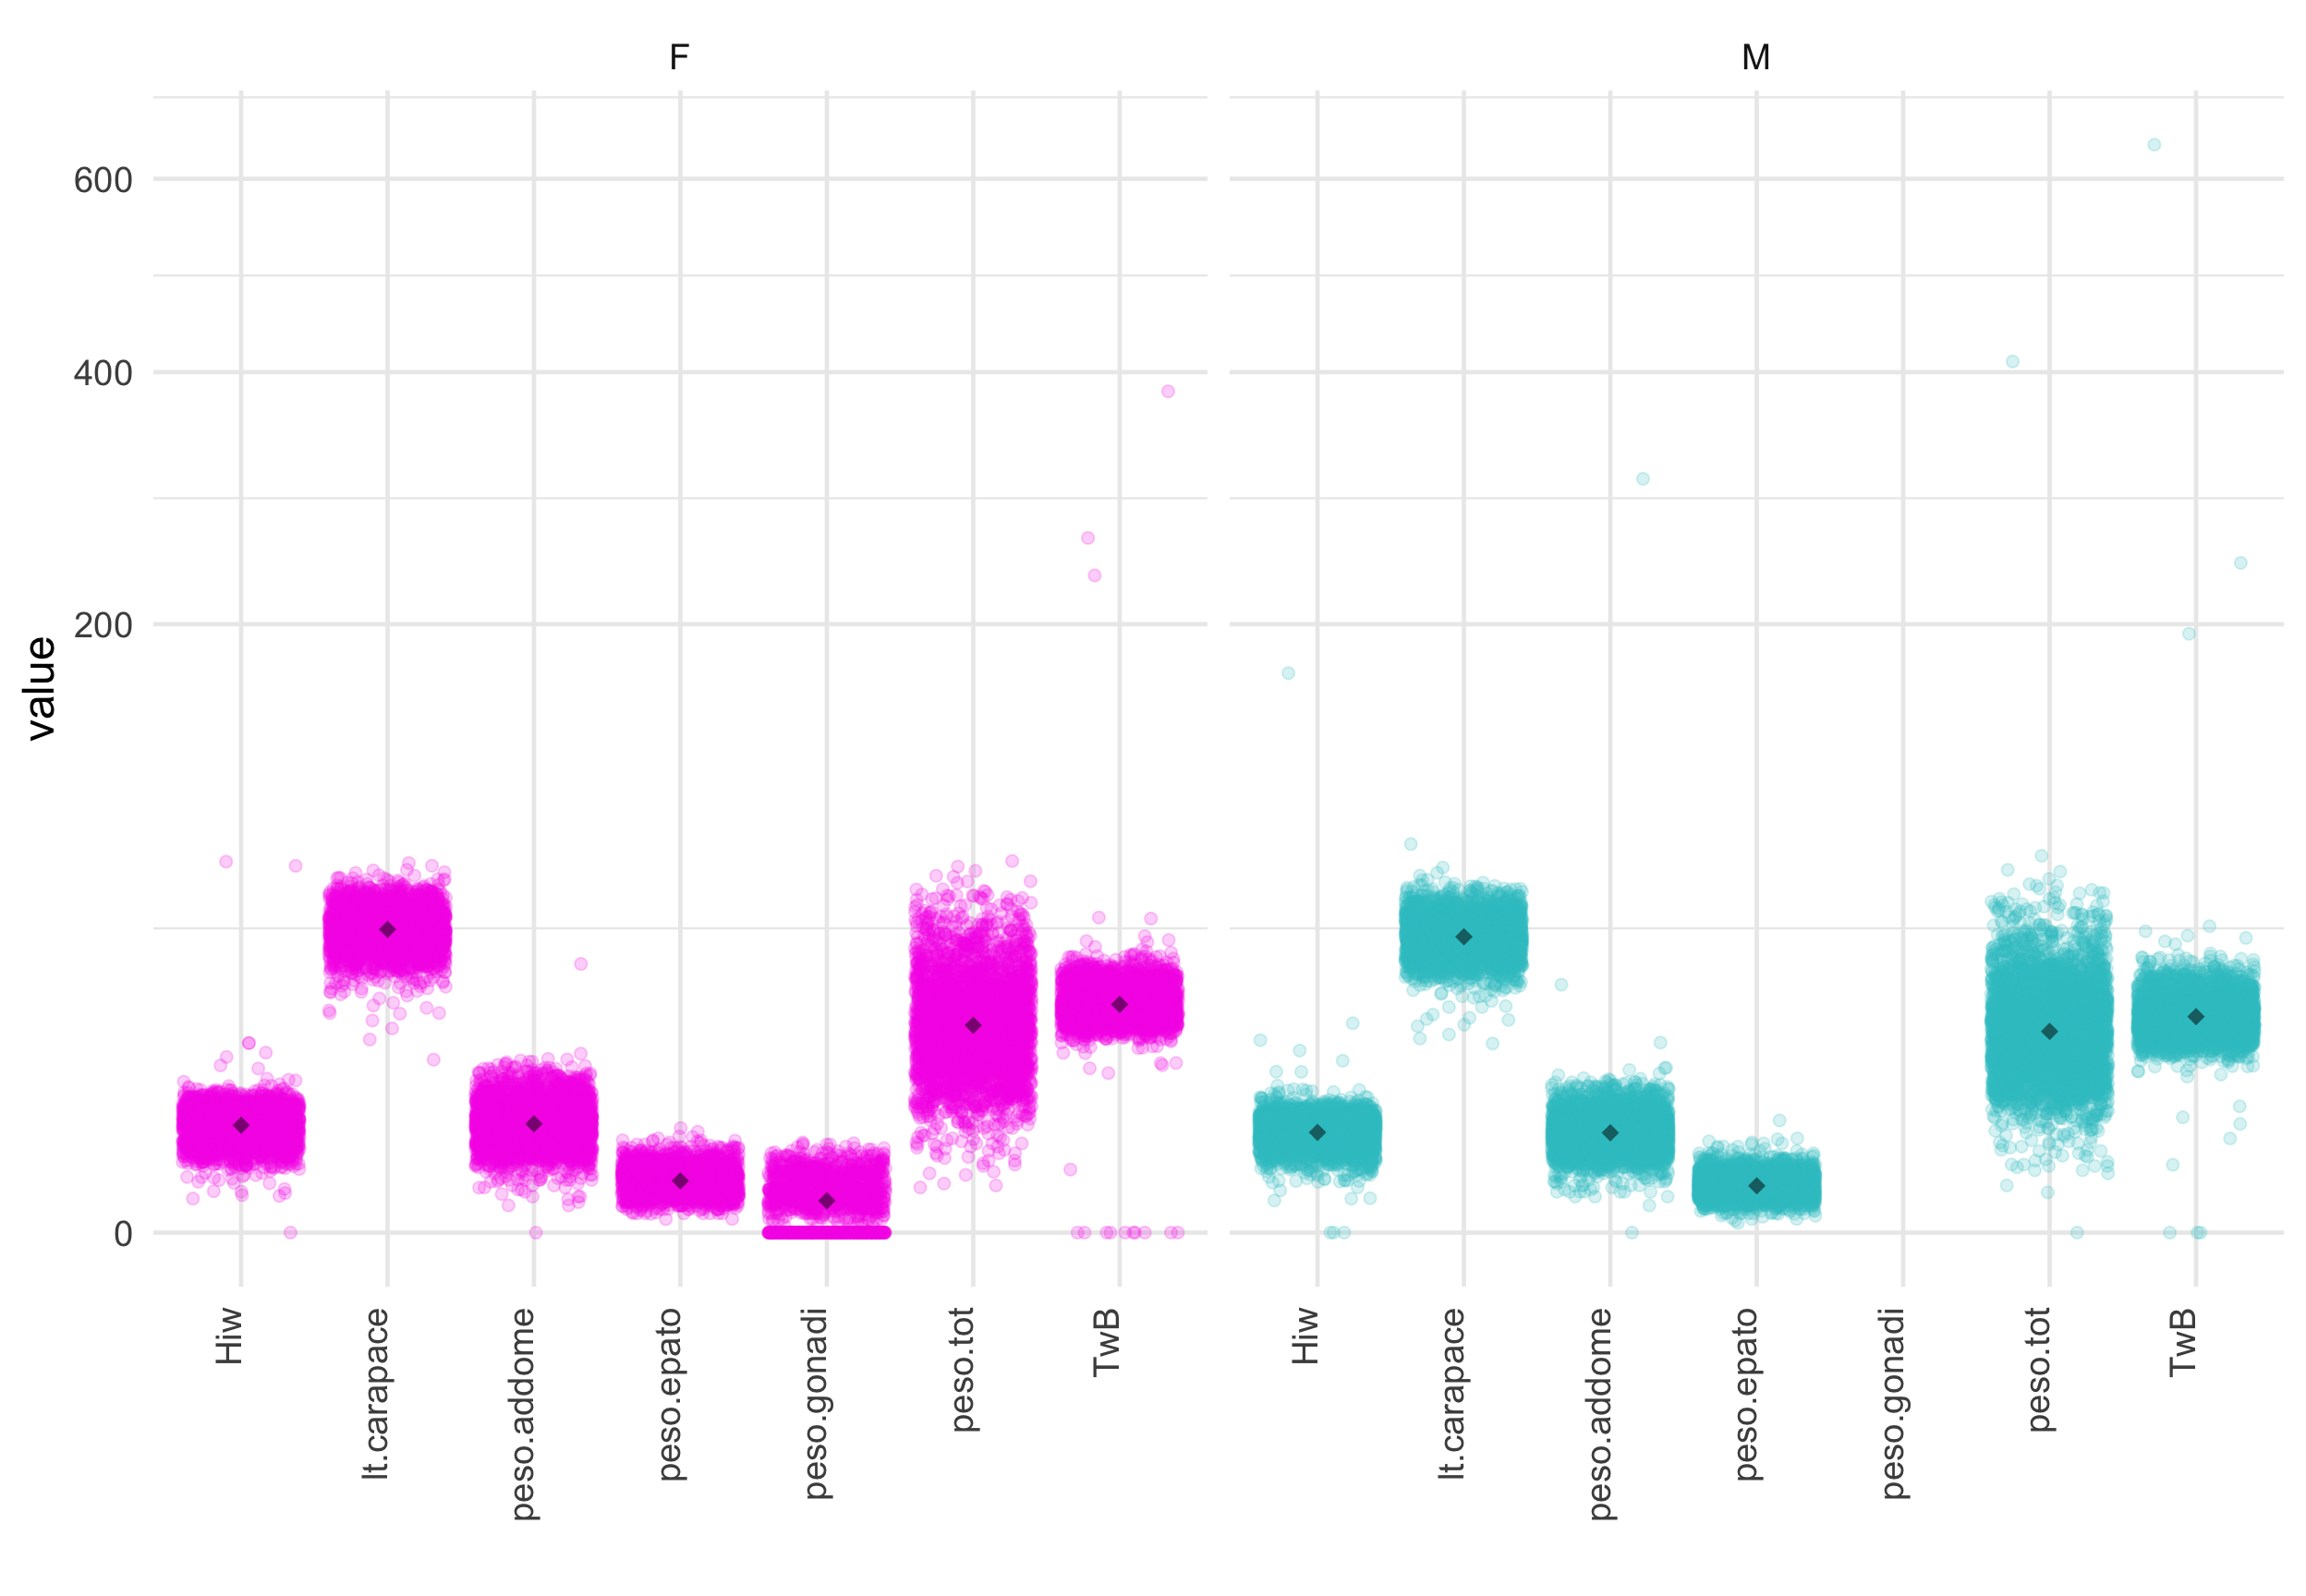 F
M
600
400
200
0
value
Hiw
lt.carapace
peso.addome
peso.epato
peso.gonadi
peso.tot
TwB
Hiw
lt.carapace
peso.addome
peso.epato
peso.gonadi
peso.tot
TwB